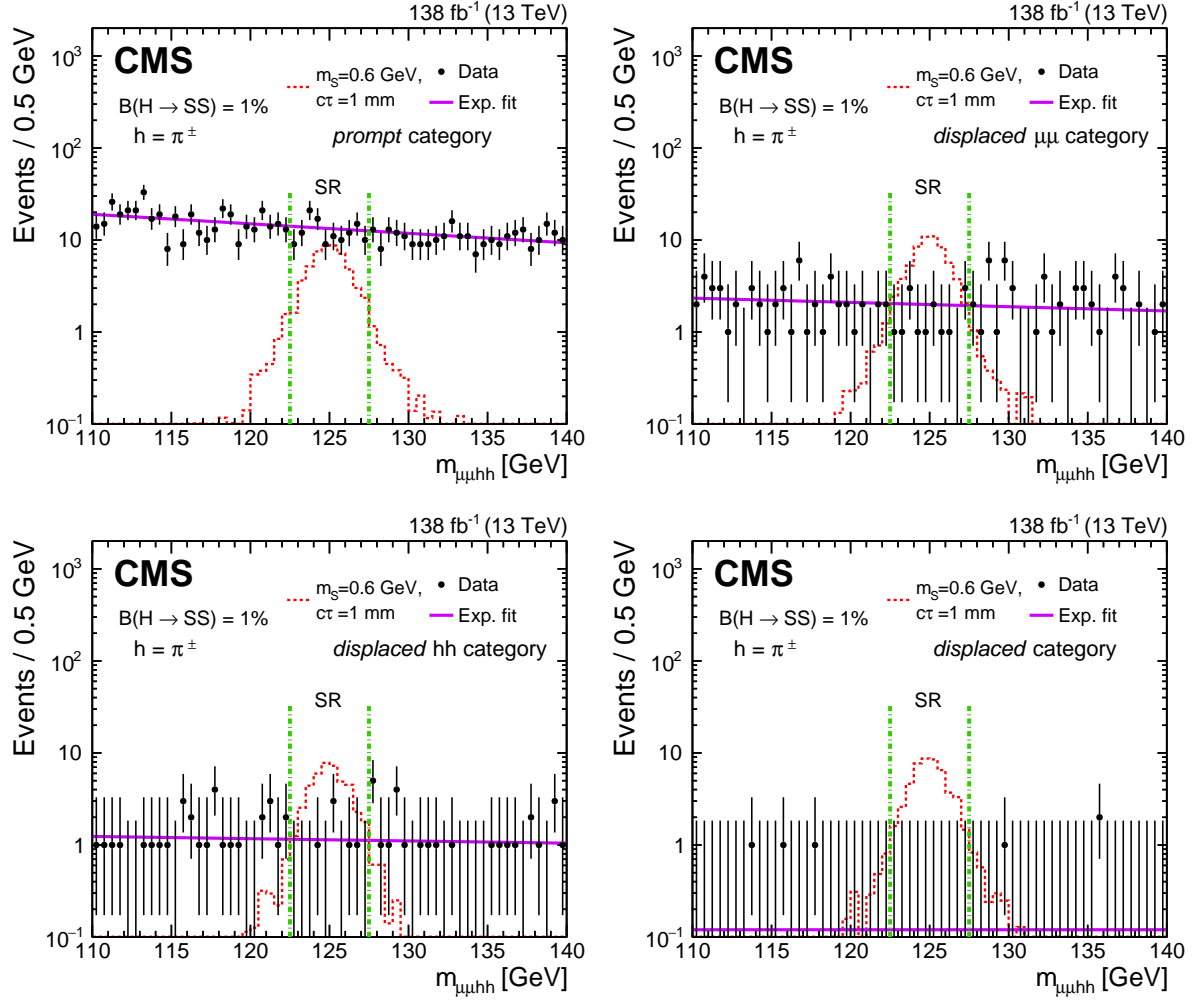 138 fb⁻¹ (13 TeV)
Events / 0.5 GeV
10³
10²
10
1
10⁻¹
CMS
B(H → SS) = 1%
h = π ±
m_S=0.6 GeV,
cτ =1 mm
Data
Exp. fit
prompt category
SR
110 115 120 125 130 135 140
m_μμhh [GeV]
138 fb⁻¹ (13 TeV)
Events / 0.5 GeV
10³
10²
10
1
10⁻¹
CMS
B(H → SS) = 1%
h = π ±
m_S=0.6 GeV,
cτ =1 mm
Data
Exp. fit
displaced μμ category
SR
110 115 120 125 130 135 140
m_μμhh [GeV]
138 fb⁻¹ (13 TeV)
Events / 0.5 GeV
10³
10²
10
1
10⁻¹
CMS
B(H → SS) = 1%
h = π ±
m_S=0.6 GeV,
cτ =1 mm
Data
Exp. fit
displaced hh category
SR
110 115 120 125 130 135 140
m_μμhh [GeV]
138 fb⁻¹ (13 TeV)
Events / 0.5 GeV
10³
10²
10
1
10⁻¹
CMS
B(H → SS) = 1%
h = π ±
m_S=0.6 GeV,
cτ =1 mm
Data
Exp. fit
displaced category
SR
110 115 120 125 130 135 140
m_μμhh [GeV]